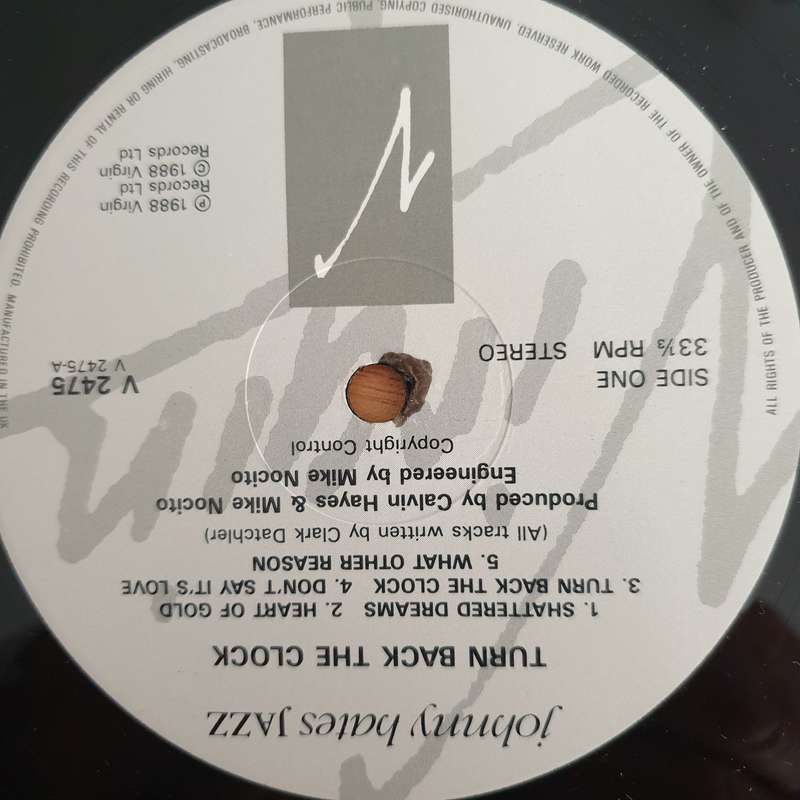 johnny hates JAZZ
TURN BACK THE CLOCK
1. SHATTERED DREAMS 2. HEART OF GOLD
3. TURN BACK THE CLOCK 4. DON'T SAY IT'S LOVE
5. WHAT OTHER REASON
(All tracks written by Clark Datchler)
Produced by Calvin Hayes & Mike Nocito
Engineered by Mike Nocito
Copyright Control
SIDE ONE
33⅓ RPM STEREO
V 2475
V 2475-A
℗ 1988 Virgin
Records Ltd
© 1988 Virgin
Records Ltd
Virgin
ALL RIGHTS OF THE PRODUCER AND OF THE OWNER OF THE RECORDED WORK RESERVED. UNAUTHORISED COPYING, PUBLIC PERFORMANCE, BROADCASTING, HIRING OR RENTAL OF THIS RECORDING PROHIBITED. MANUFACTURED IN THE UK